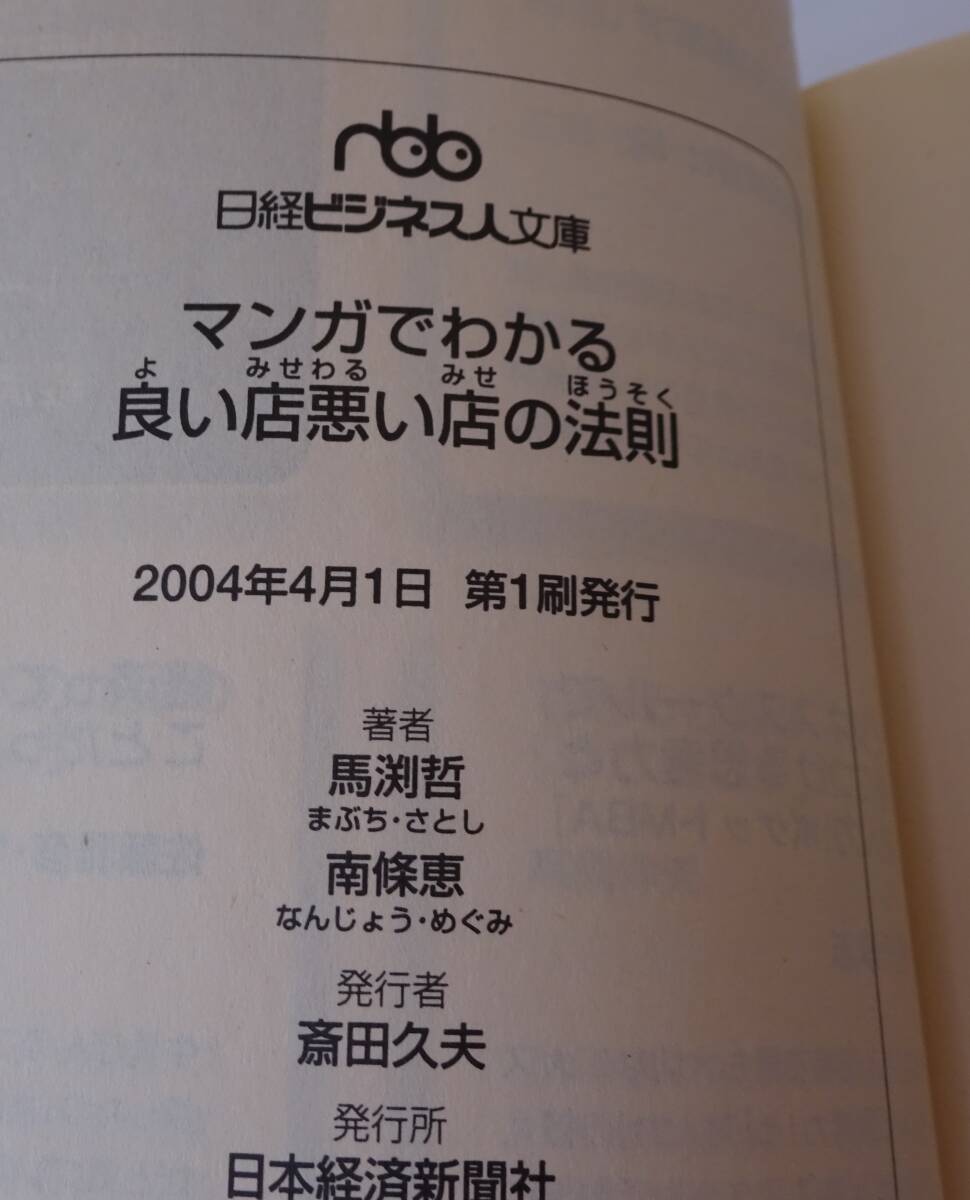 nbb
日経ビジネス人文庫
マンガでわかる
よ みせわる みせ ほうそく
良い店悪い店の法則
2004年4月1日 第1刷発行
著者
馬渕哲
まぶち・さとし
南條恵
なんじょう・めぐみ
発行者
斎田久夫
発行所
日本経済新聞社